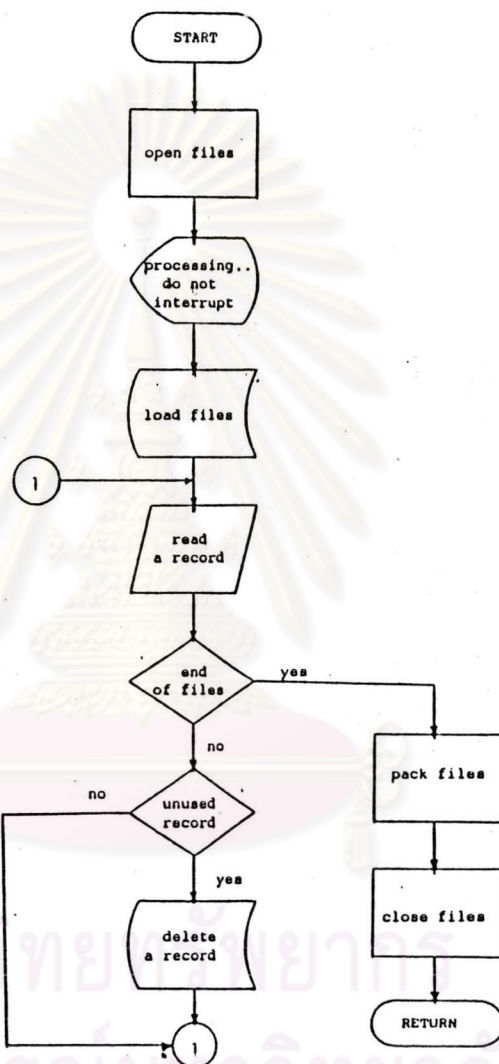 START
open files
processing..
do not
interrupt
load files
1
read
a record
end
of files
yes
no
pack files
no
unused
record
yes
close files
delete
a record
RETURN
1